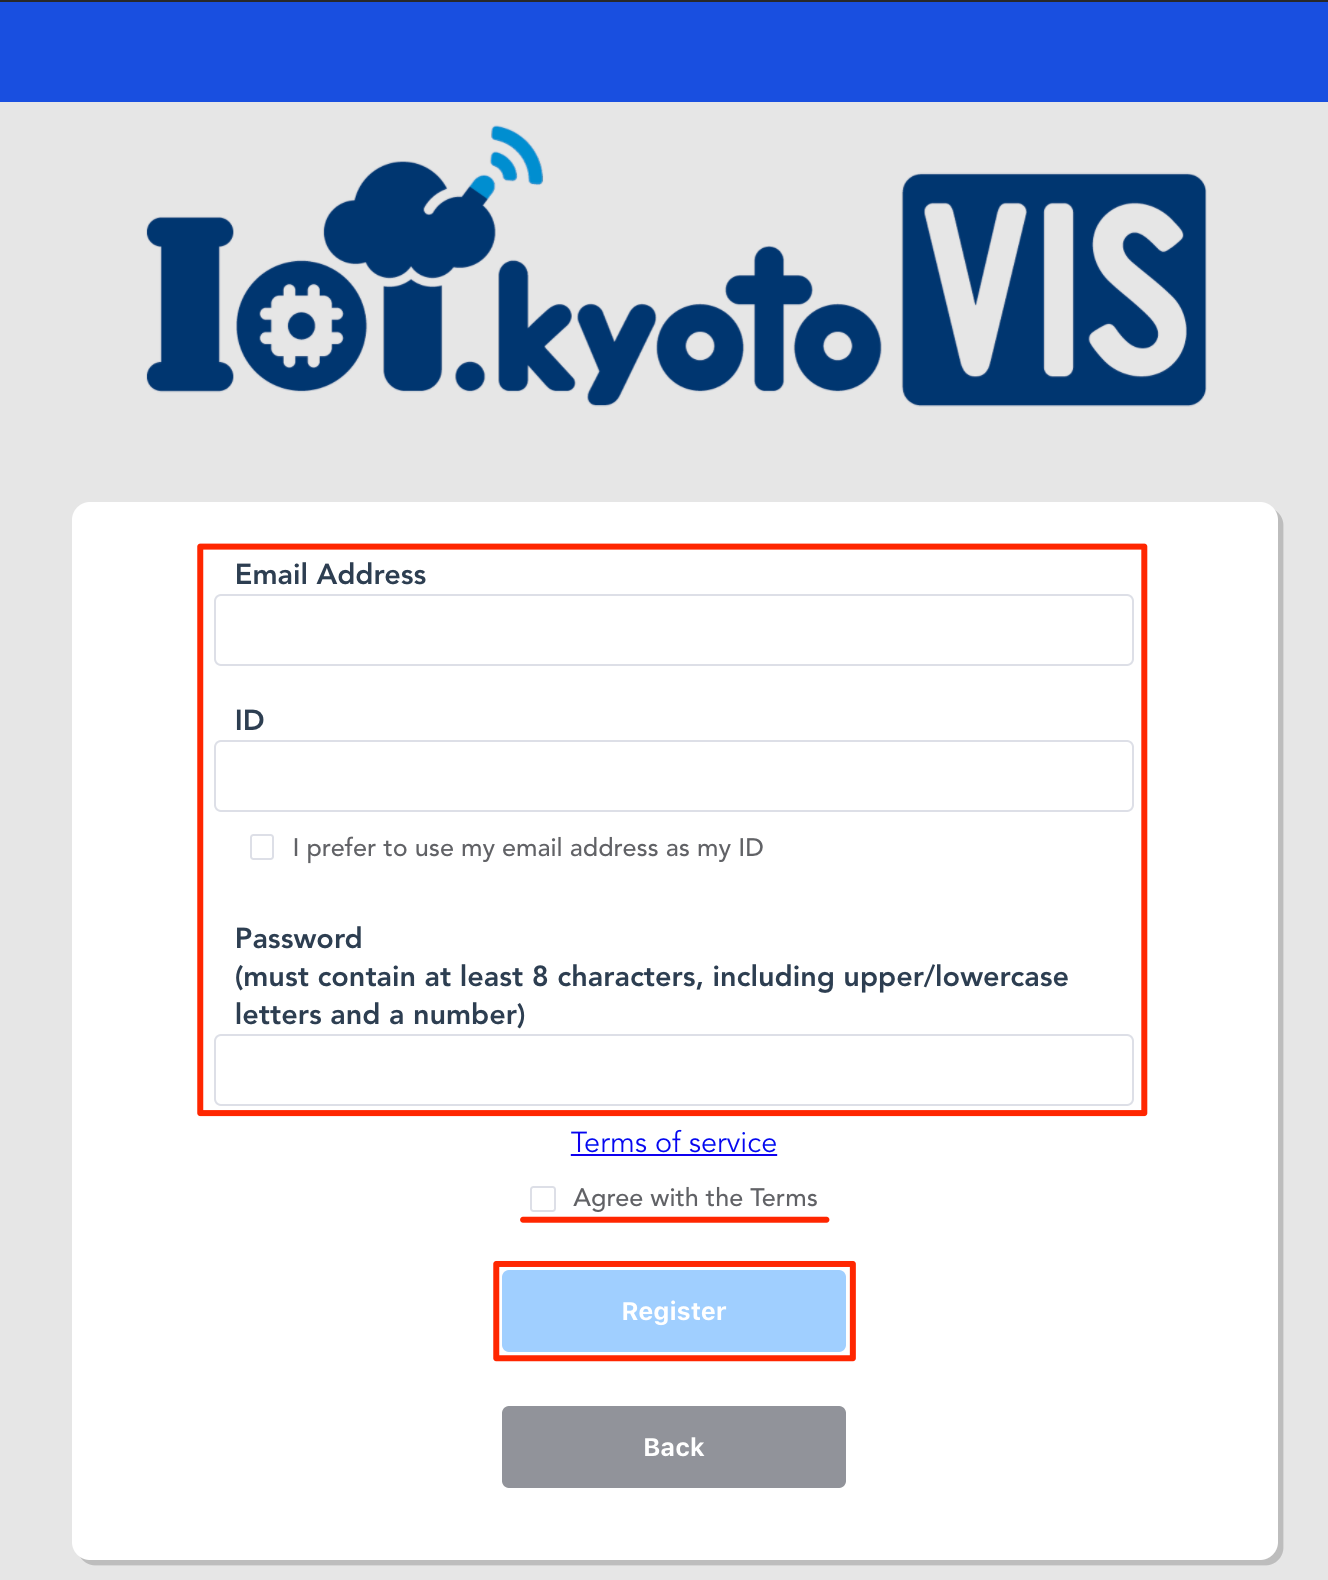 IoT.kyoto VIS
Email Address
ID
I prefer to use my email address as my ID
Password
(must contain at least 8 characters, including upper/lowercase
letters and a number)
Terms of service
Agree with the Terms
Register
Back